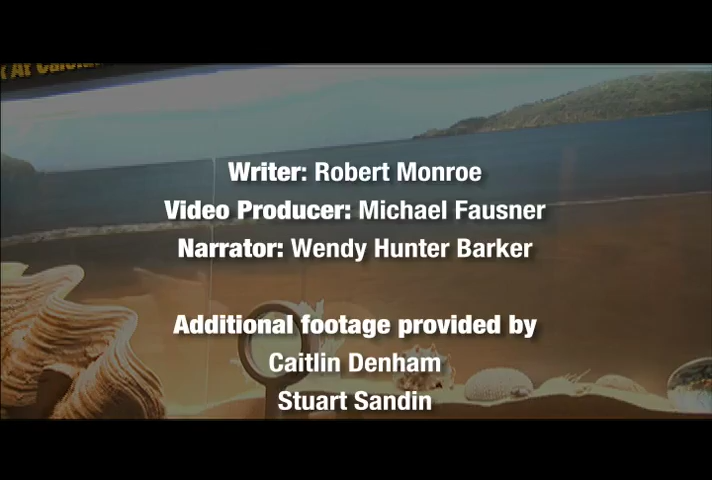 At
Writer: Robert Monroe
Video Producer: Michael Fausner
Narrator: Wendy Hunter Barker
Additional footage provided by
Caitlin Denham
Stuart Sandin